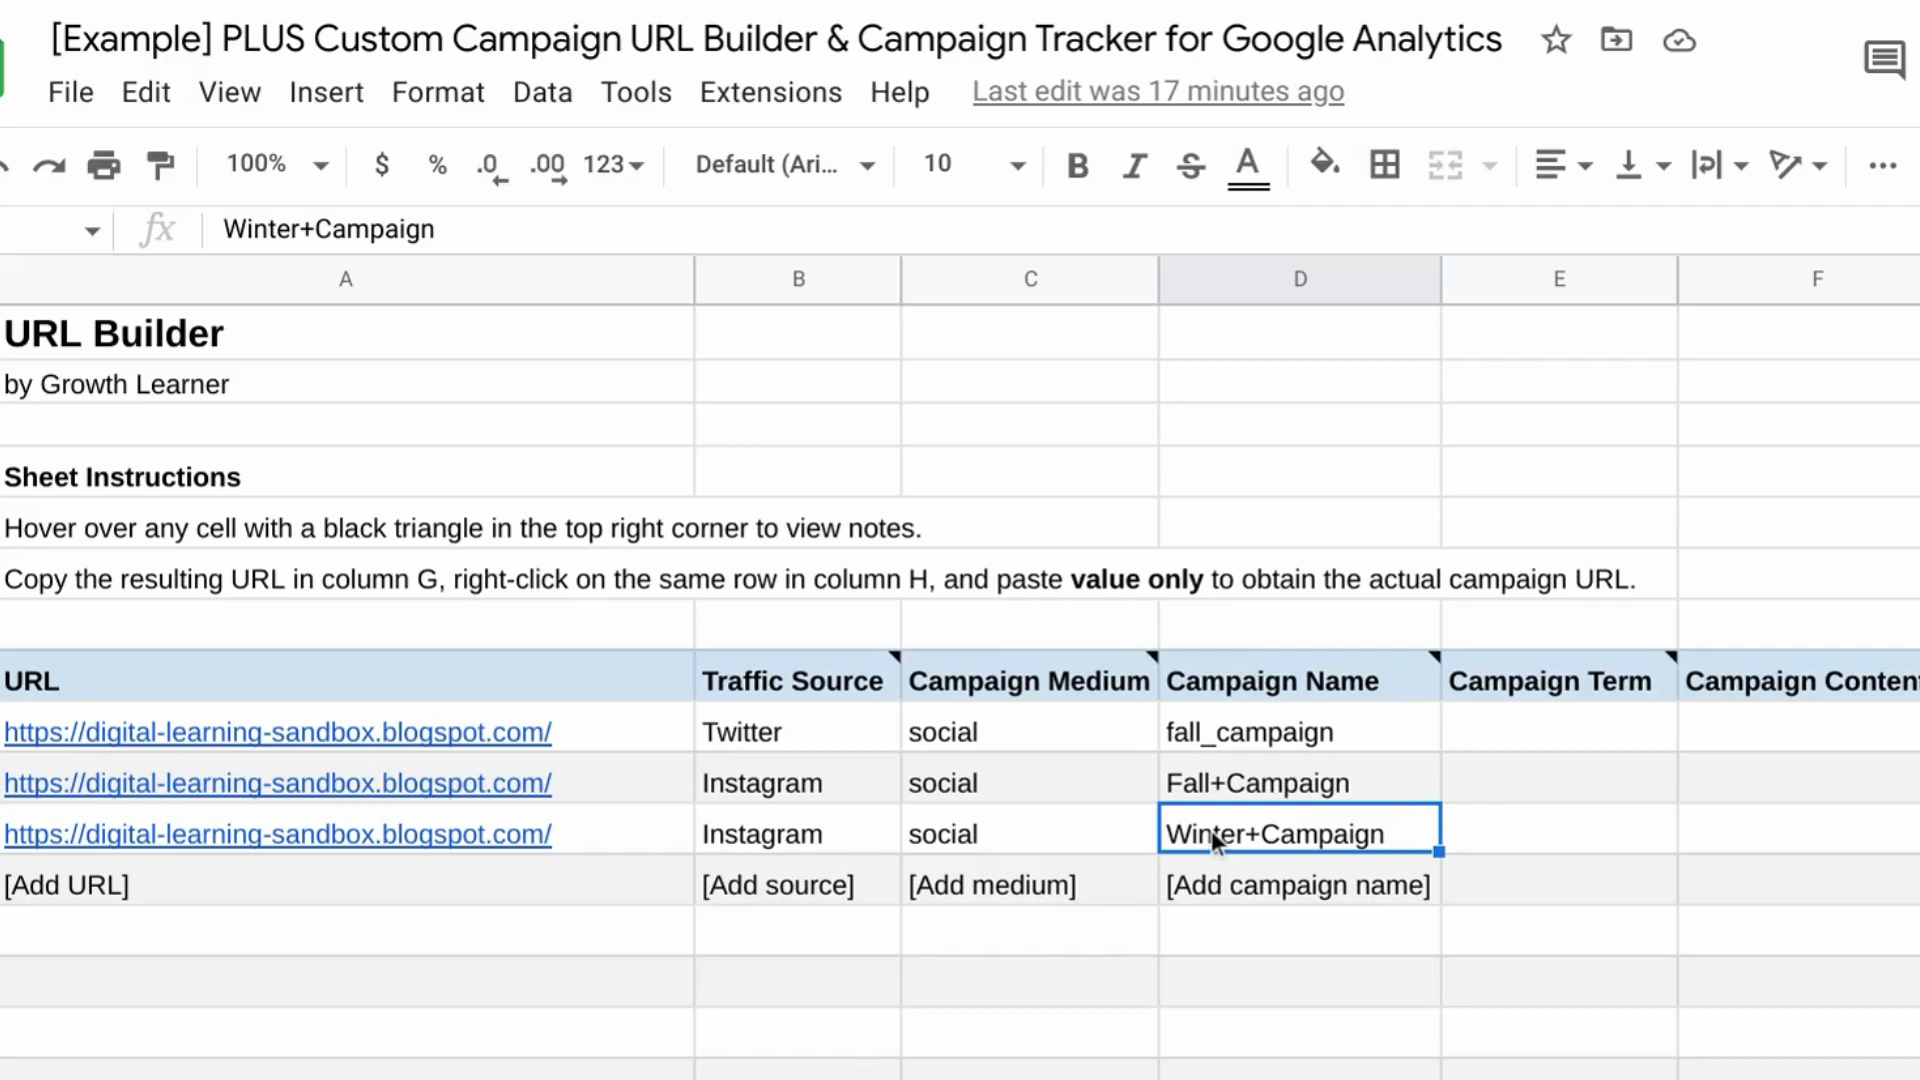 [Example] PLUS Custom Campaign URL Builder & Campaign Tracker for Google Analytics
File Edit View Insert Format Data Tools Extensions Help Last edit was 17 minutes ago
100% $ % .0 .00 123 Default (Ari... 10 B I S A
fx Winter+Campaign
A B C D E F
URL Builder
by Growth Learner
Sheet Instructions
Hover over any cell with a black triangle in the top right corner to view notes.
Copy the resulting URL in column G, right-click on the same row in column H, and paste value only to obtain the actual campaign URL.
URL Traffic Source Campaign Medium Campaign Name Campaign Term Campaign Content
https://digital-learning-sandbox.blogspot.com/ Twitter social fall_campaign
https://digital-learning-sandbox.blogspot.com/ Instagram social Fall+Campaign
https://digital-learning-sandbox.blogspot.com/ Instagram social Winter+Campaign
[Add URL] [Add source] [Add medium] [Add campaign name]